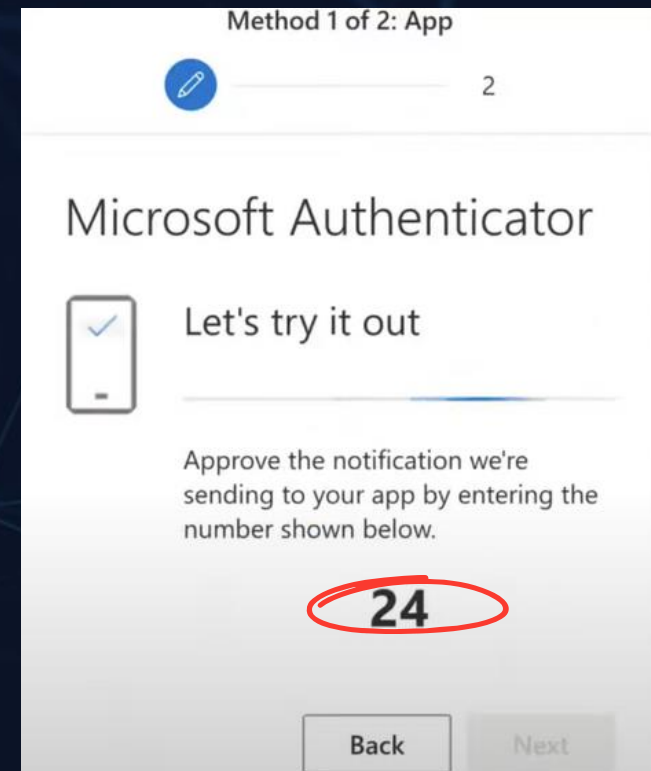 Method 1 of 2: App
2
Microsoft Authenticator
Let's try it out
Approve the notification we're
sending to your app by entering the
number shown below.
24
Back Next